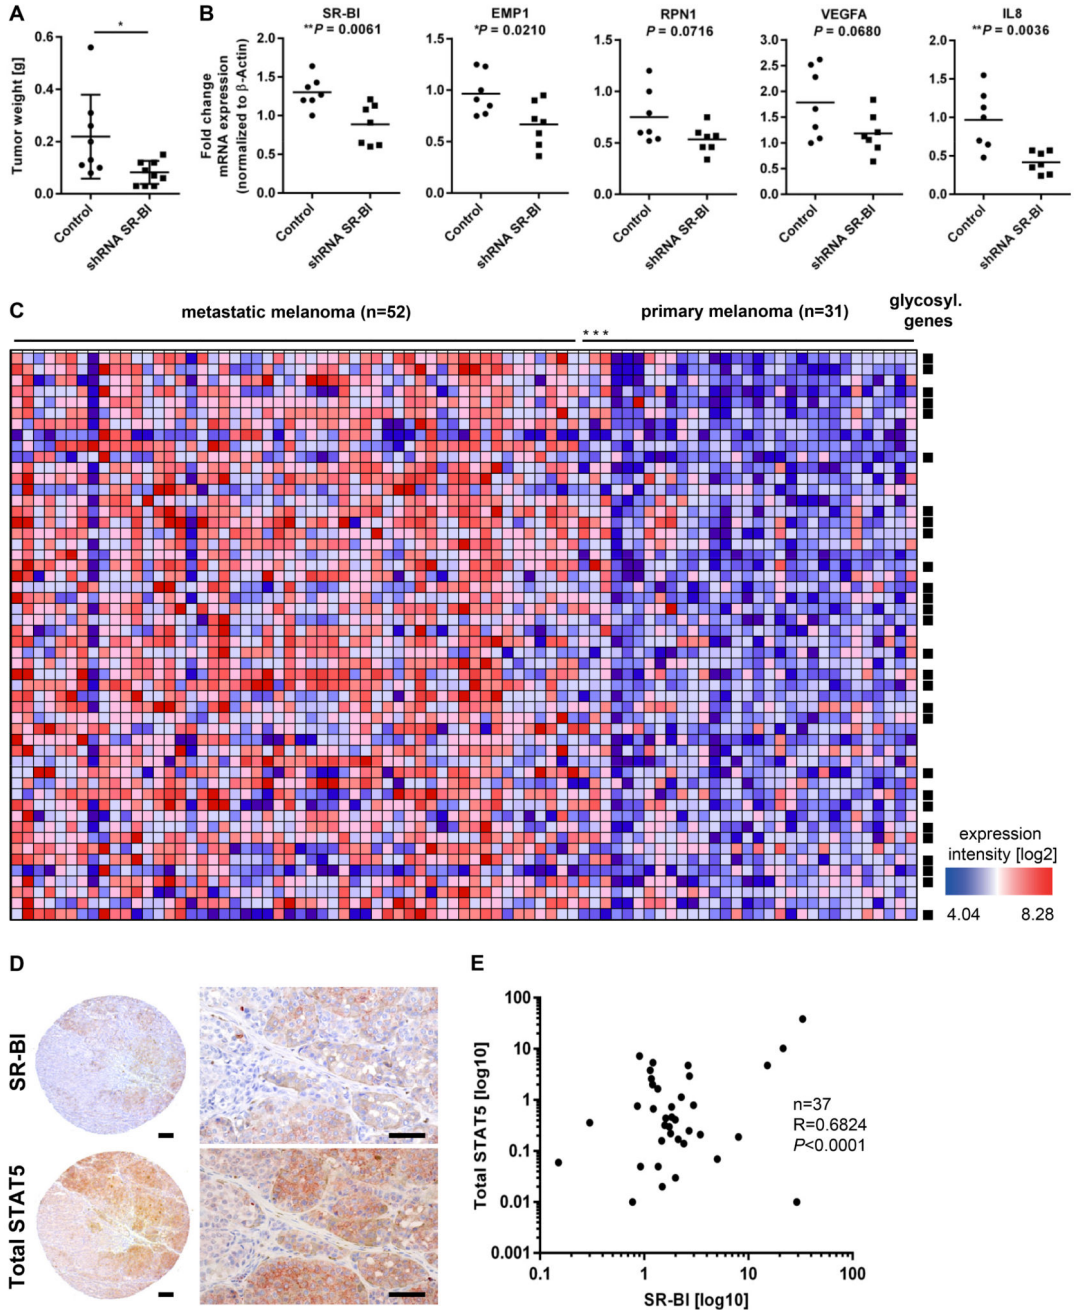 A
*
Tumor weight [g]
0.6
0.4
0.2
0.0
Control
shRNA SR-BI
B
Fold change
mRNA expression
(normalized to β-Actin)
SR-BI
**P = 0.0061
2.0
1.5
1.0
0.5
0.0
Control
shRNA SR-BI
EMP1
*P = 0.0210
1.5
1.0
0.5
0.0
Control
shRNA SR-BI
RPN1
P = 0.0716
1.5
1.0
0.5
0.0
Control
shRNA SR-BI
VEGFA
P = 0.0680
3.0
2.5
2.0
1.5
1.0
0.5
0.0
Control
shRNA SR-BI
IL8
**P = 0.0036
2.0
1.5
1.0
0.5
0.0
Control
shRNA SR-BI
C
metastatic melanoma (n=52)
primary melanoma (n=31)
* * *
glycosyl.
genes
expression
intensity [log2]
4.04 8.28
D
SR-BI
Total STAT5
E
Total STAT5 [log10]
100
10
1
0.1
0.01
0.001
0.1 1 10 100
SR-BI [log10]
n=37
R=0.6824
P<0.0001